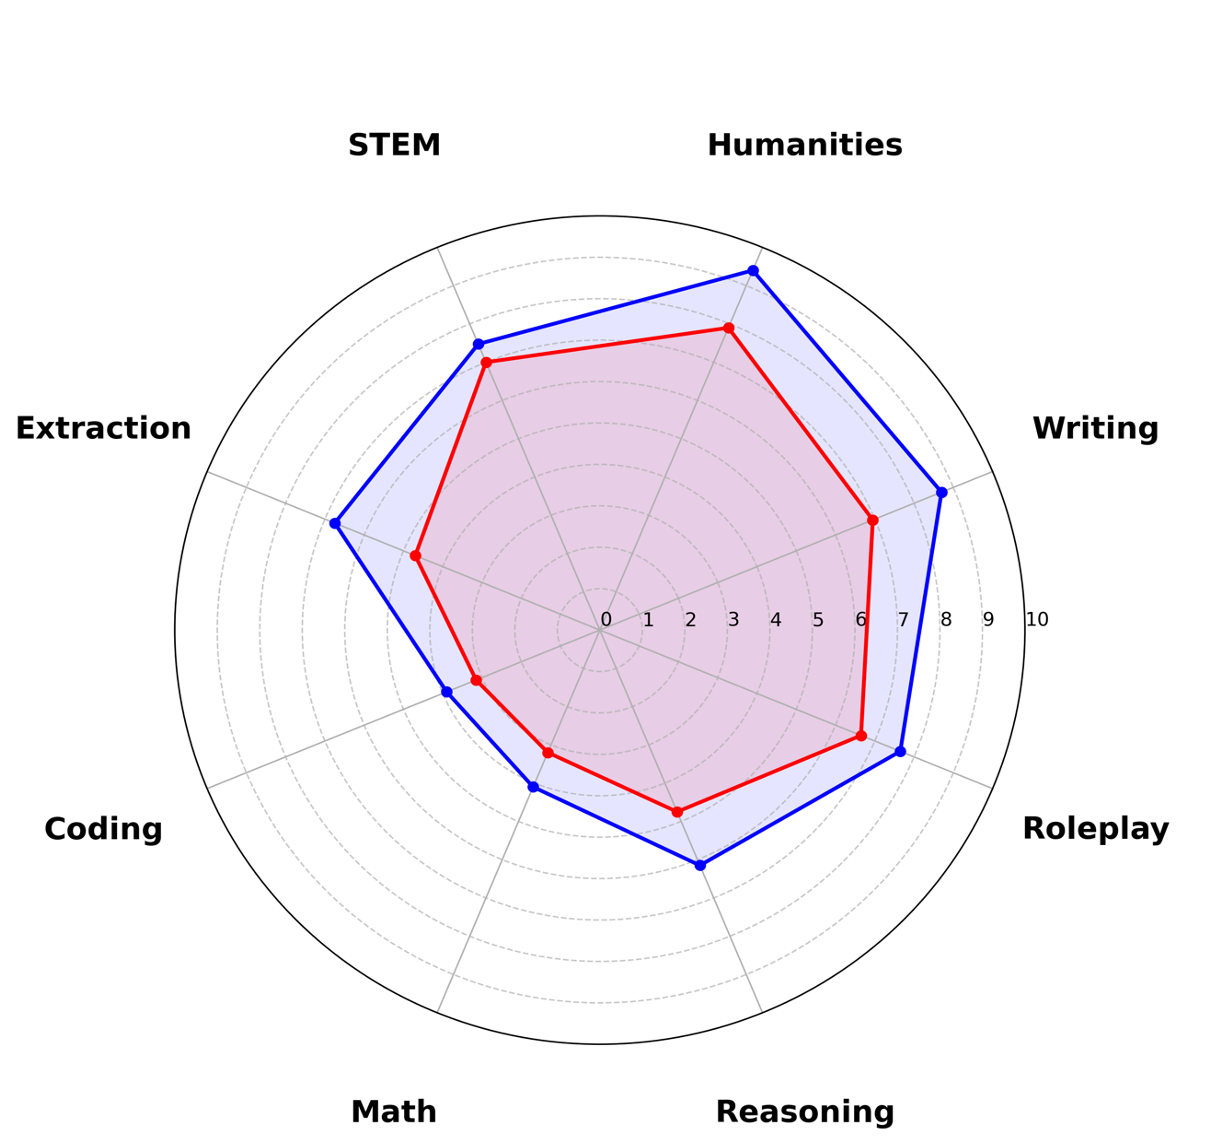 STEM Humanities
Extraction Writing
0 1 2 3 4 5 6 7 8 9 10
Coding Roleplay
Math Reasoning